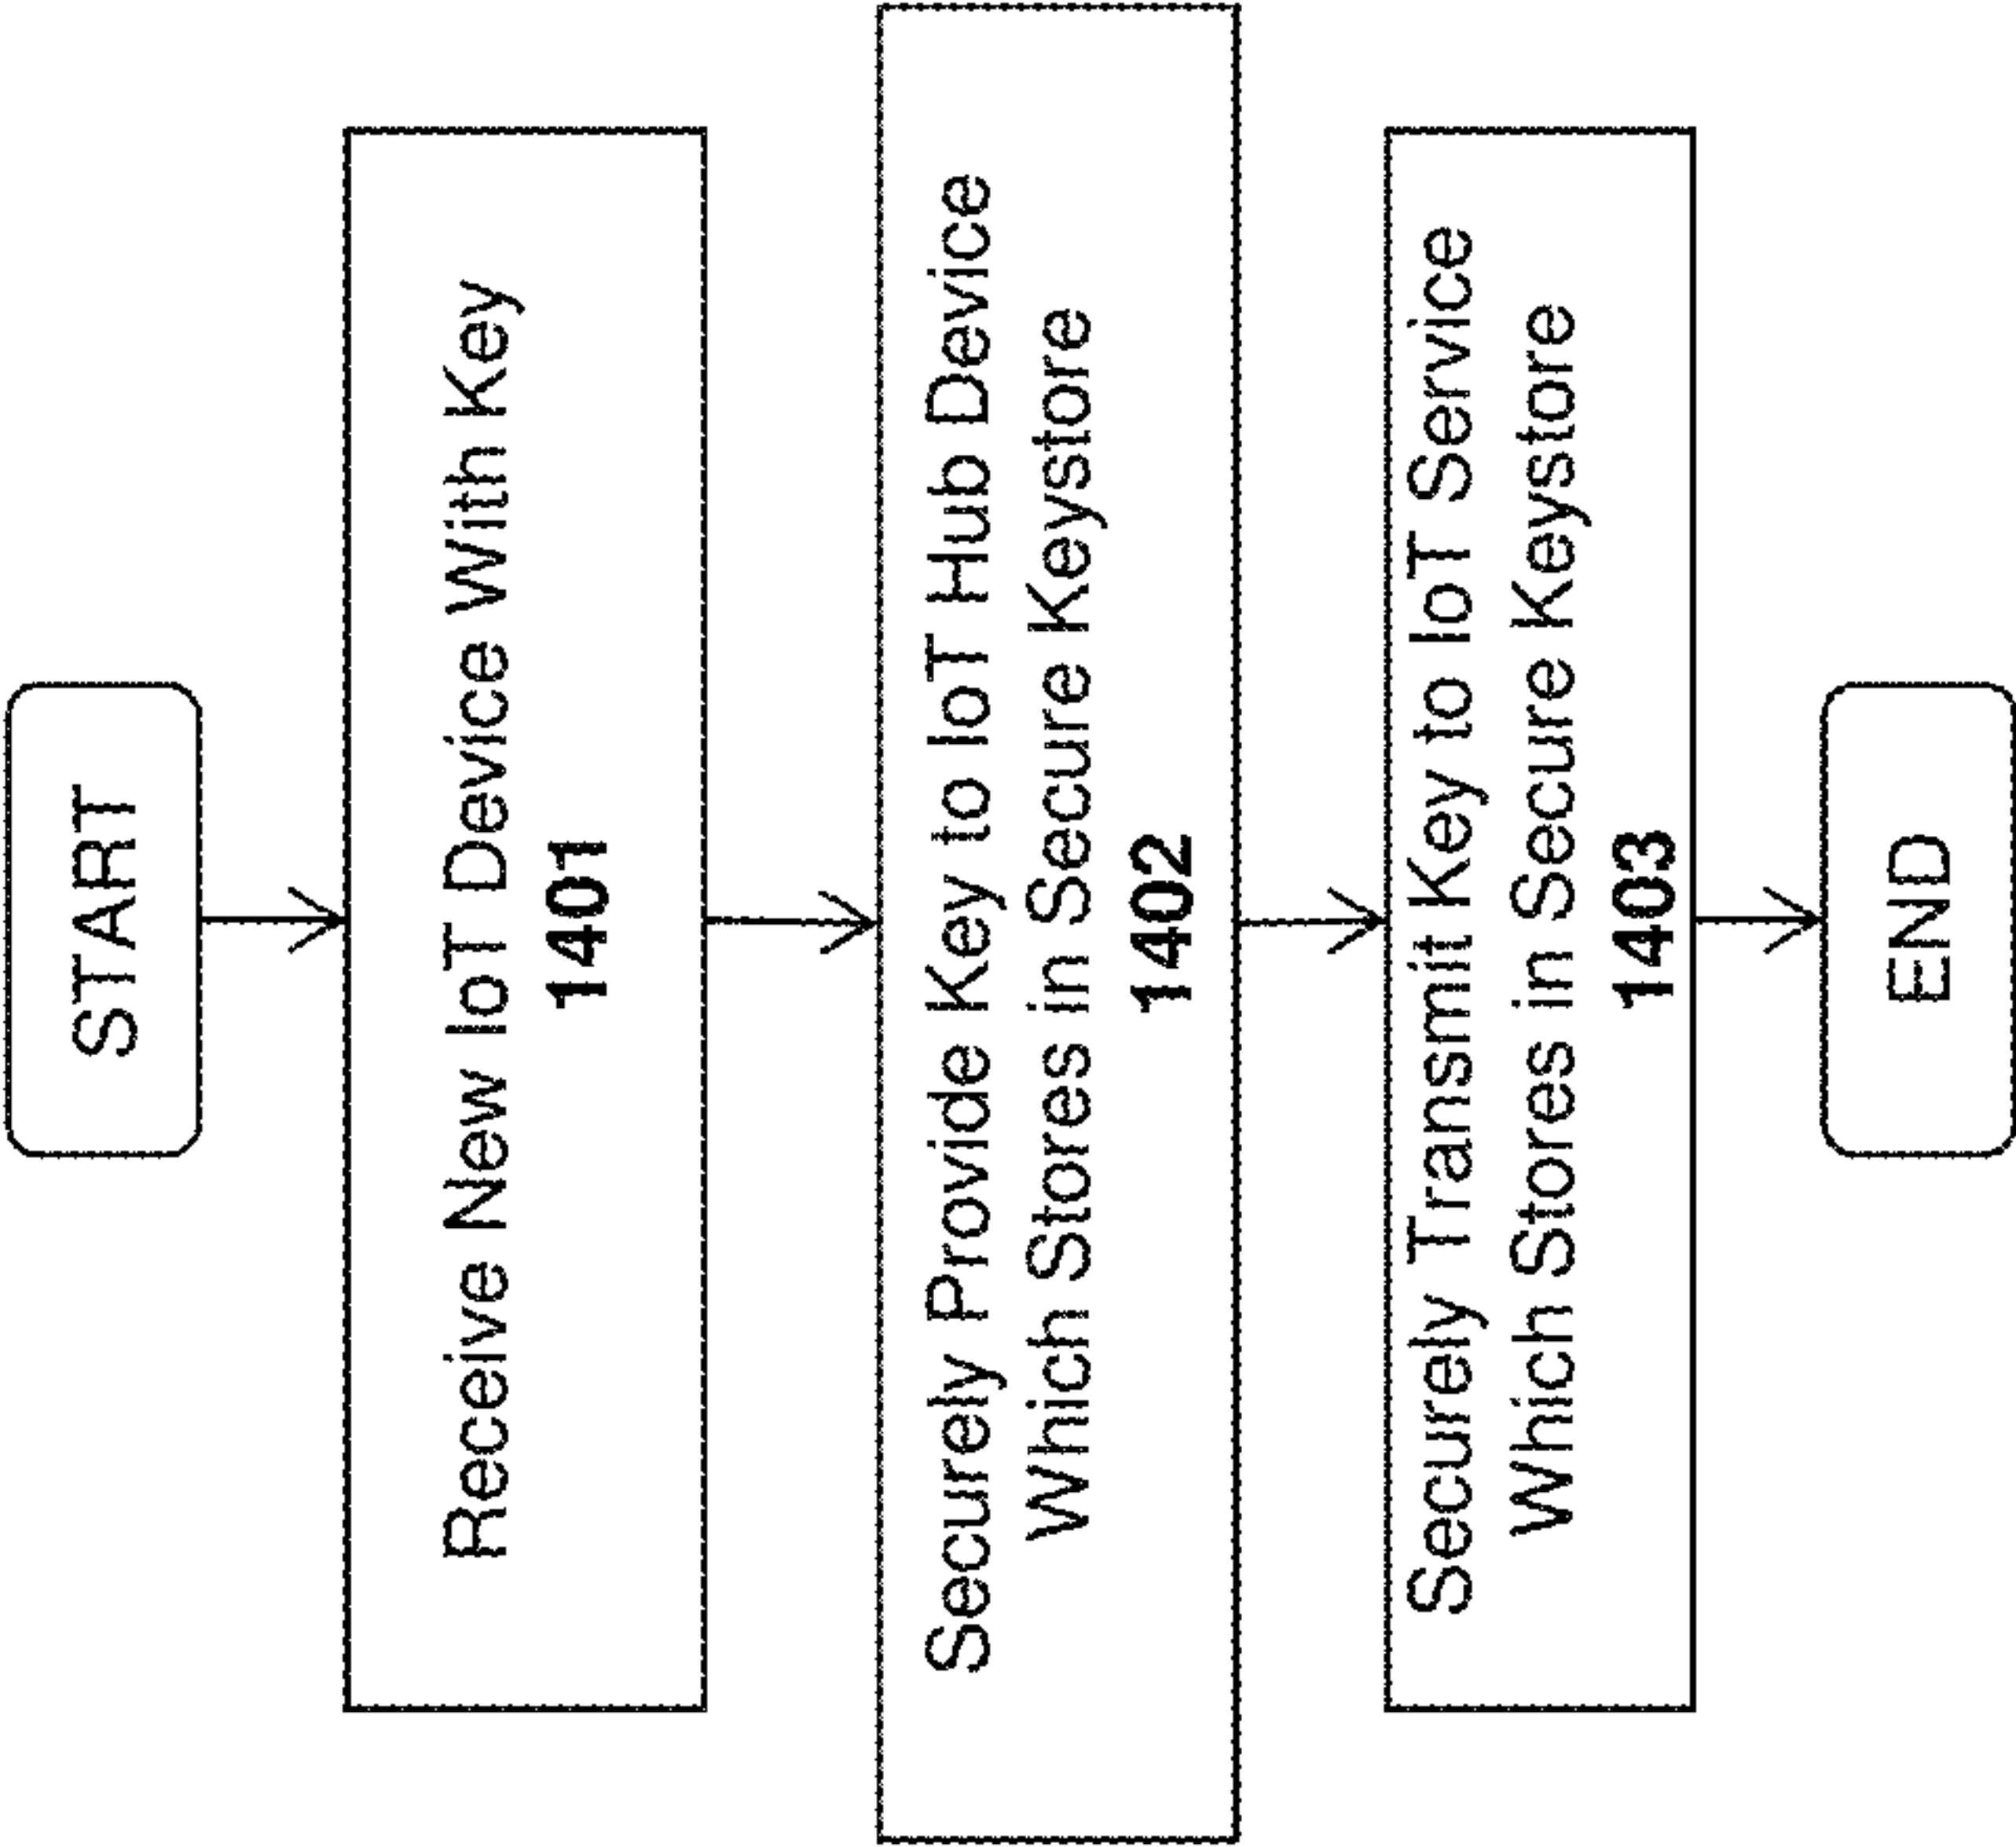 START
Receive New IoT Device With Key
1401
Securely Provide Key to IoT Hub Device
Which Stores in Secure Keystore
1402
Securely Transmit Key to IoT Service
Which Stores in Secure Keystore
1403
END